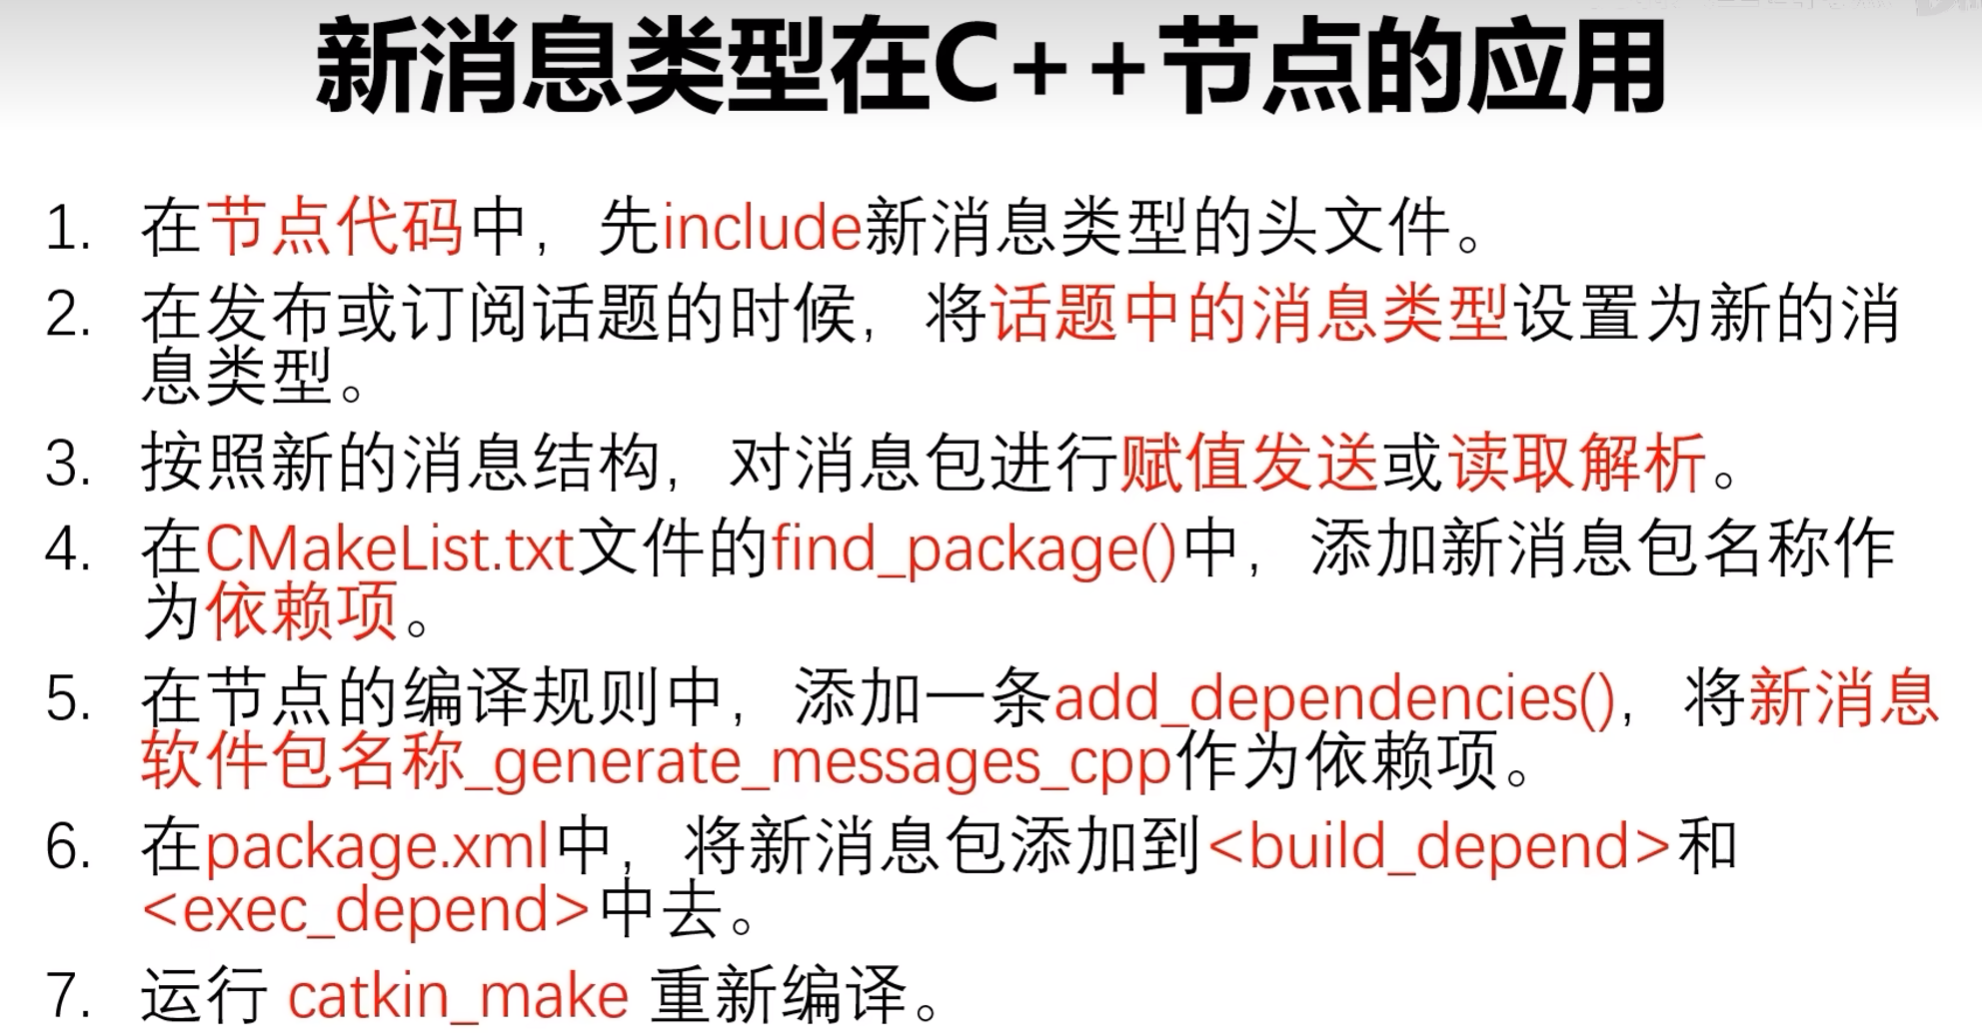 新消息类型在C++节点的应用
1. 在节点代码中，先include新消息类型的头文件。
2. 在发布或订阅话题的时候，将话题中的消息类型设置为新的消
息类型。
3. 按照新的消息结构，对消息包进行赋值发送或读取解析。
4. 在CMakeList.txt文件的find_package()中，添加新消息包名称作
为依赖项。
5. 在节点的编译规则中，添加一条add_dependencies()，将新消息
软件包名称_generate_messages_cpp作为依赖项。
6. 在package.xml中，将新消息包添加到<build_depend>和
<exec_depend>中去。
7. 运行 catkin_make 重新编译。